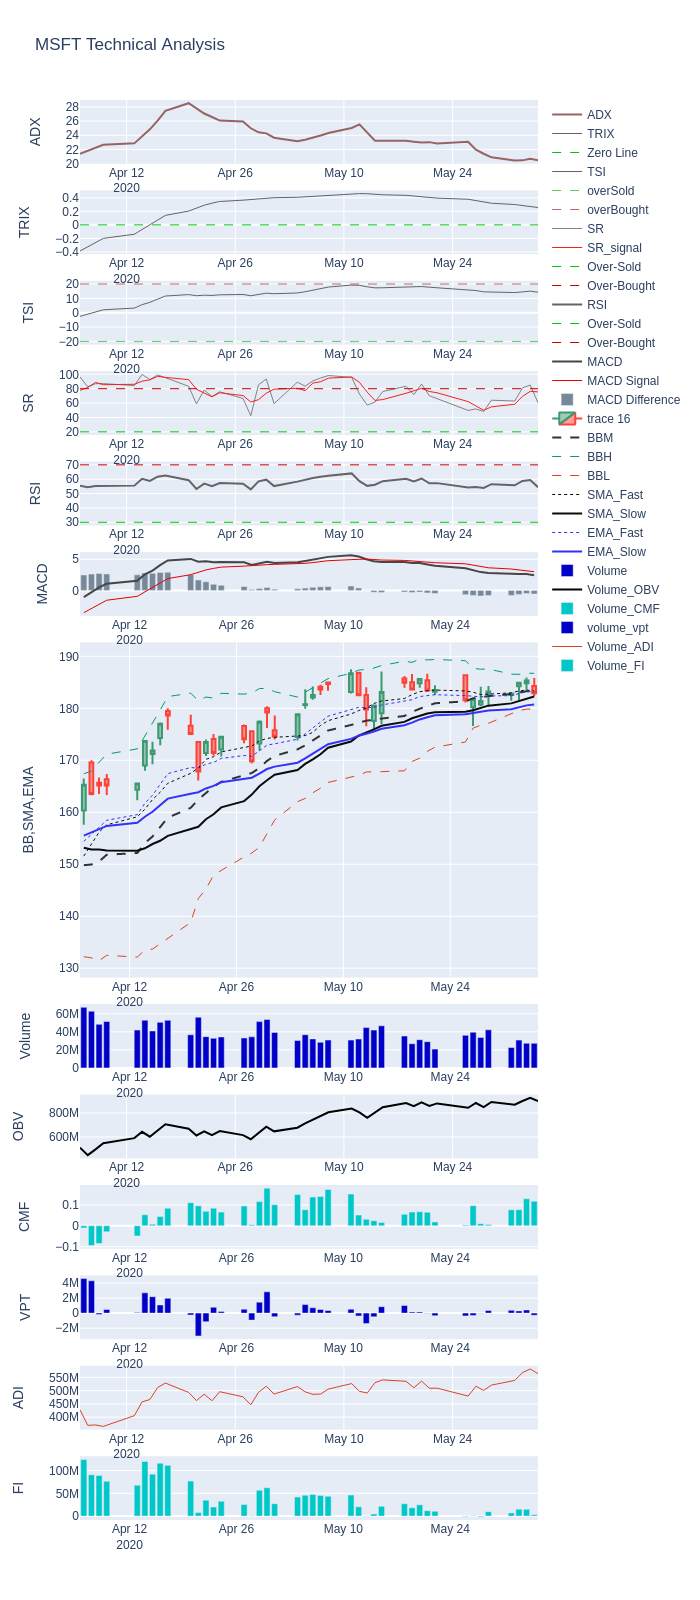 MSFT Technical Analysis
ADX
28
26
24
22
20
Apr 12
2020
Apr 26
May 10
May 24
TRIX
0.4
0.2
0
−0.2
−0.4
Apr 12
2020
Apr 26
May 10
May 24
TSI
20
10
0
−10
−20
Apr 12
2020
Apr 26
May 10
May 24
SR
100
80
60
40
20
Apr 12
2020
Apr 26
May 10
May 24
RSI
70
60
50
40
30
Apr 12
2020
Apr 26
May 10
May 24
MACD
5
0
Apr 12
2020
Apr 26
May 10
May 24
BB,SMA,EMA
190
180
170
160
150
140
130
Apr 12
2020
Apr 26
May 10
May 24
Volume
60M
40M
20M
0
Apr 12
2020
Apr 26
May 10
May 24
OBV
800M
600M
Apr 12
2020
Apr 26
May 10
May 24
CMF
0.1
0
−0.1
Apr 12
2020
Apr 26
May 10
May 24
VPT
4M
2M
0
−2M
Apr 12
2020
Apr 26
May 10
May 24
ADI
550M
500M
450M
400M
Apr 12
2020
Apr 26
May 10
May 24
FI
100M
50M
0
Apr 12
2020
Apr 26
May 10
May 24
ADX
TRIX
Zero Line
TSI
overSold
overBought
SR
SR_signal
Over-Sold
Over-Bought
RSI
Over-Sold
Over-Bought
MACD
MACD Signal
MACD Difference
trace 16
BBM
BBH
BBL
SMA_Fast
SMA_Slow
EMA_Fast
EMA_Slow
Volume
Volume_OBV
Volume_CMF
volume_vpt
Volume_ADI
Volume_FI